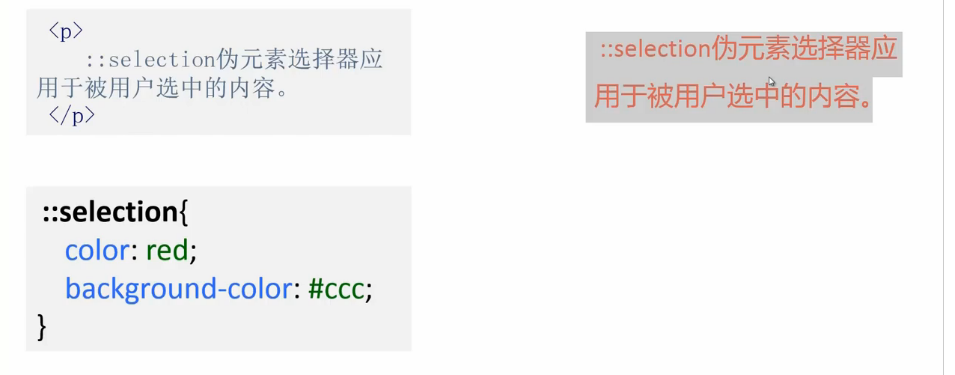 <p>
::selection伪元素选择器应
用于被用户选中的内容。
</p>
::selection伪元素选择器应
用于被用户选中的内容。
::selection{
color: red;
background-color: #ccc;
}